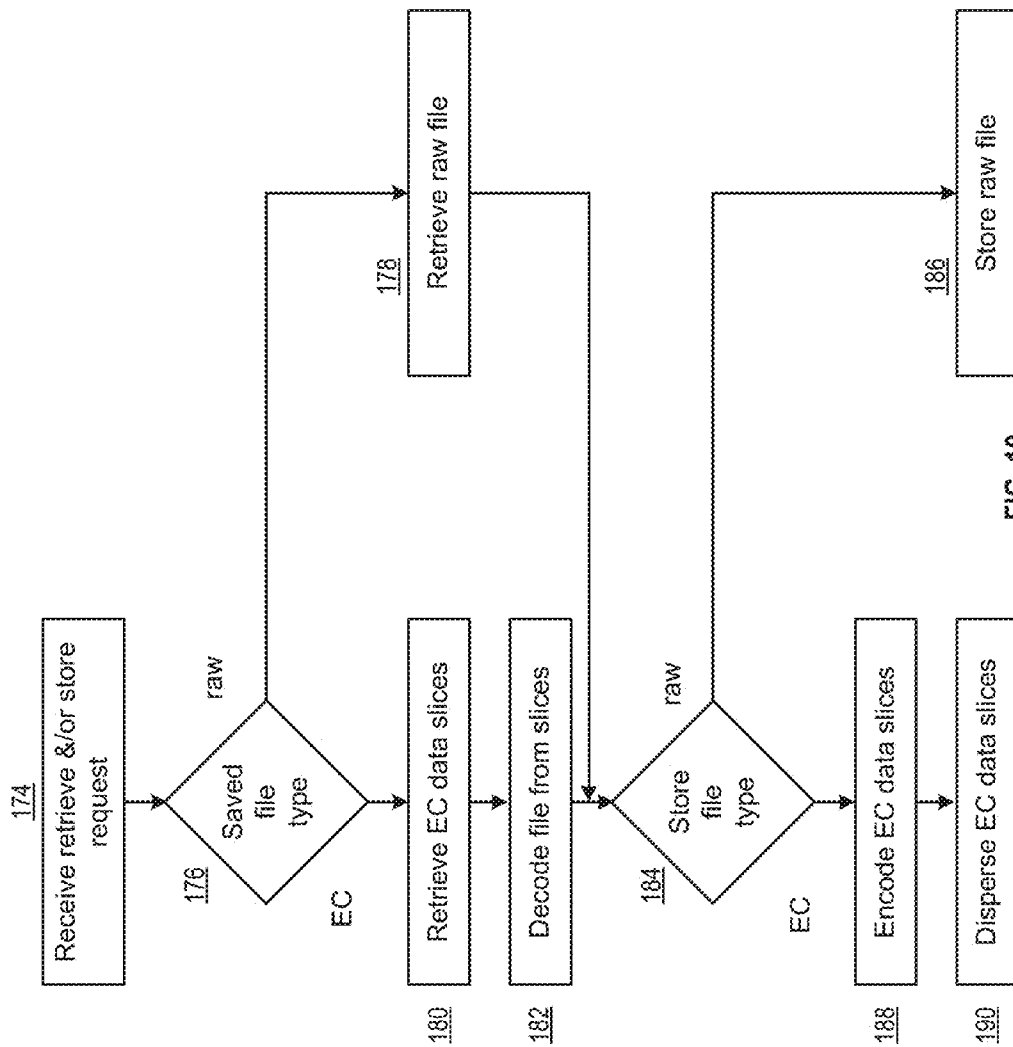 174
Receive retrieve &/or store
request
176
Saved
file
type
raw
EC
178
Retrieve raw file
180
Retrieve EC data slices
182
Decode file from slices
184
Store
file
type
raw
EC
186
Store raw file
188
Encode EC data slices
190
Disperse EC data slices